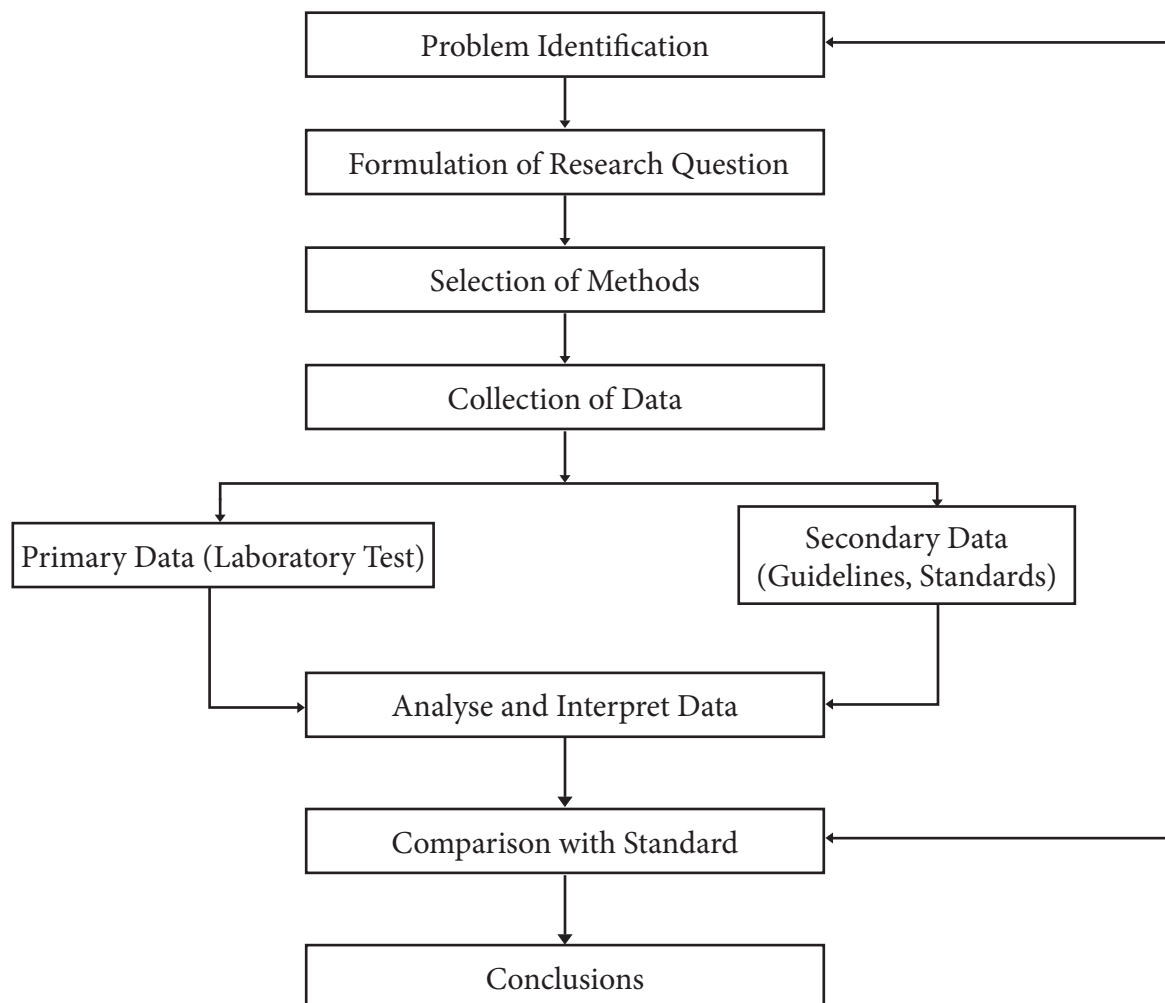 Problem Identification
Formulation of Research Question
Selection of Methods
Collection of Data
Primary Data (Laboratory Test)
Secondary Data
(Guidelines, Standards)
Analyse and Interpret Data
Comparison with Standard
Conclusions